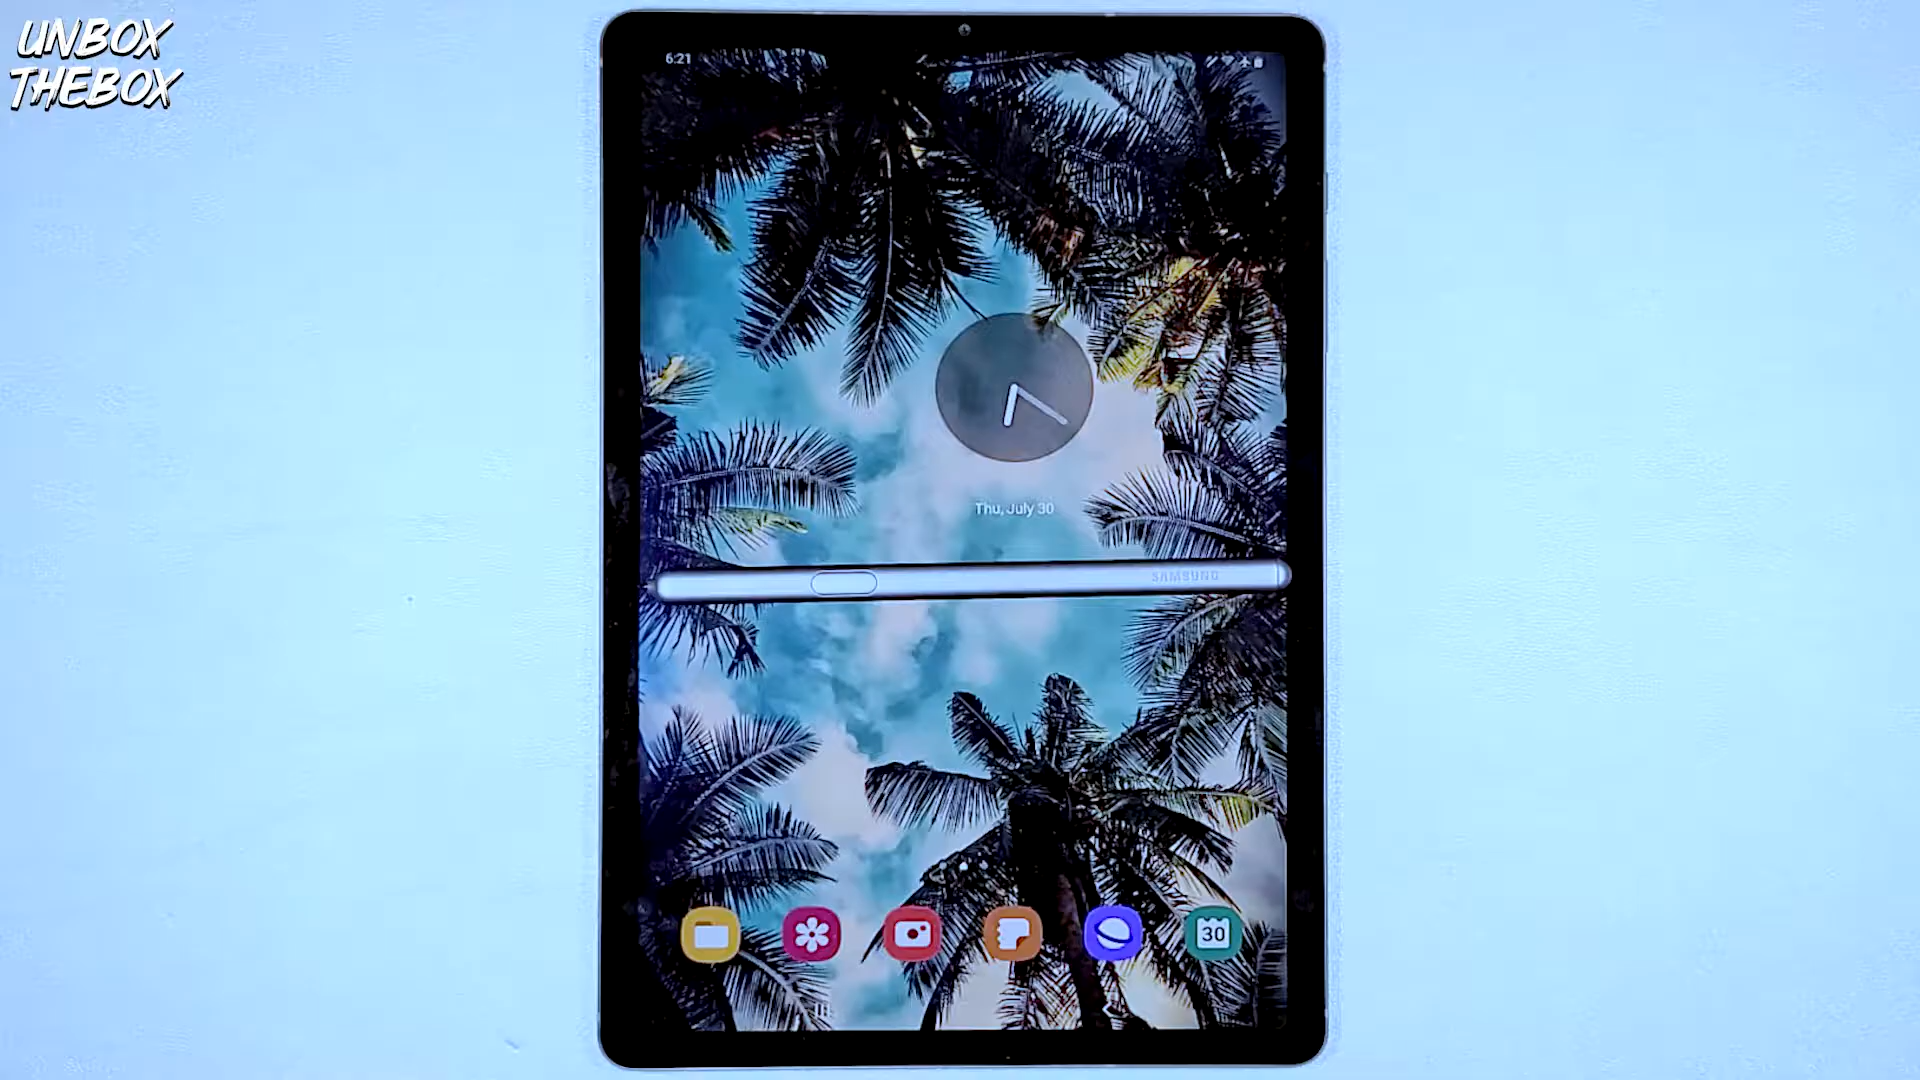 UNBOX
THEBOX
6:21
Thu, July 30
SAMSUNG
30